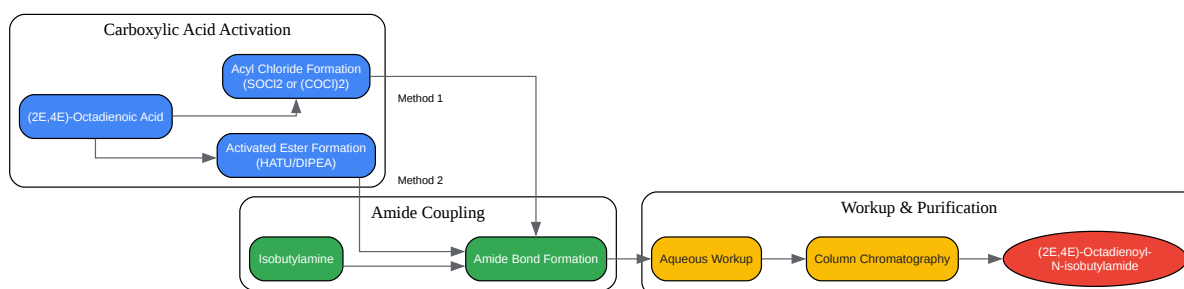 Carboxylic Acid Activation
Acyl Chloride Formation
(SOCl2 or (COCl)2)
(2E,4E)-Octadienoic Acid
Method 1
Activated Ester Formation
(HATU/DIPEA)
Method 2
Amide Coupling
Isobutylamine
Amide Bond Formation
Workup & Purification
Aqueous Workup
Column Chromatography
(2E,4E)-Octadienoyl-
N-isobutylamide